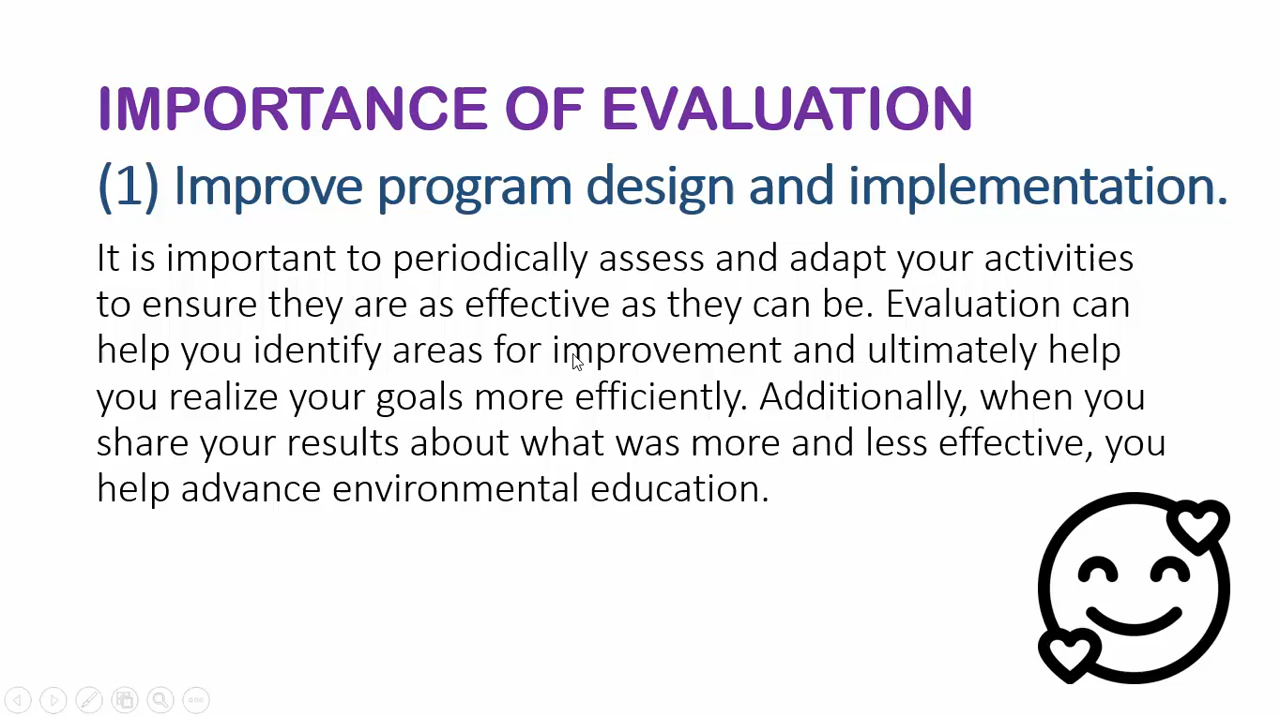 IMPORTANCE OF EVALUATION
(1) Improve program design and implementation.
It is important to periodically assess and adapt your activities
to ensure they are as effective as they can be. Evaluation can
help you identify areas for improvement and ultimately help
you realize your goals more efficiently. Additionally, when you
share your results about what was more and less effective, you
help advance environmental education.